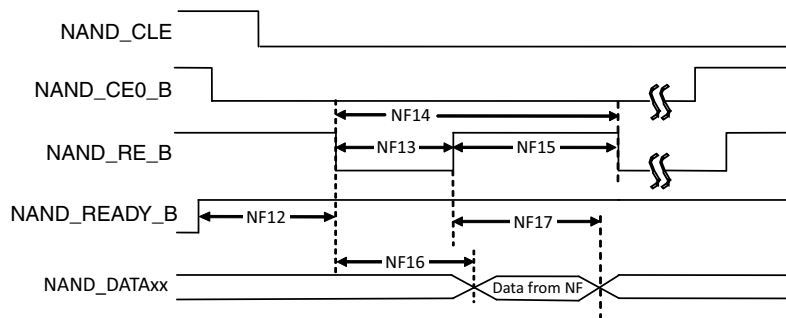 NAND_CLE
NAND_CE0_B
NF14
NAND_RE_B
NF13
NF15
NAND_READY_B
NF12
NF17
NF16
NAND_DATAxx
Data from NF